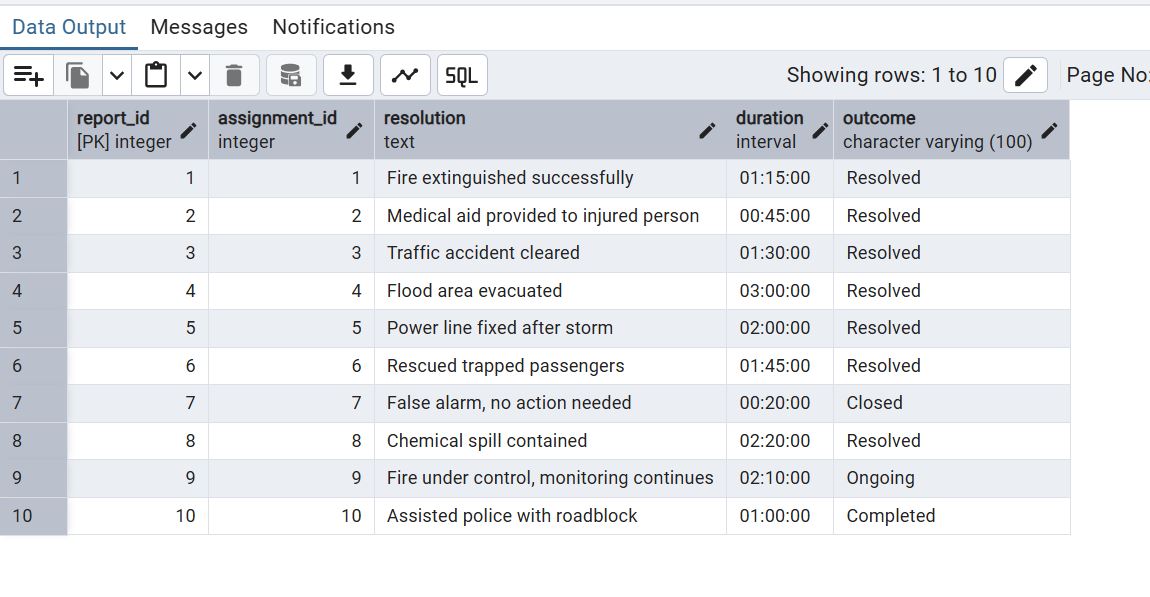 Data Output Messages Notifications
SQL Showing rows: 1 to 10 Page No:
report_id assignment_id resolution duration outcome
[PK] integer integer text interval character varying (100)
1 1 1 Fire extinguished successfully 01:15:00 Resolved
2 2 2 Medical aid provided to injured person 00:45:00 Resolved
3 3 3 Traffic accident cleared 01:30:00 Resolved
4 4 4 Flood area evacuated 03:00:00 Resolved
5 5 5 Power line fixed after storm 02:00:00 Resolved
6 6 6 Rescued trapped passengers 01:45:00 Resolved
7 7 7 False alarm, no action needed 00:20:00 Closed
8 8 8 Chemical spill contained 02:20:00 Resolved
9 9 9 Fire under control, monitoring continues 02:10:00 Ongoing
10 10 10 Assisted police with roadblock 01:00:00 Completed